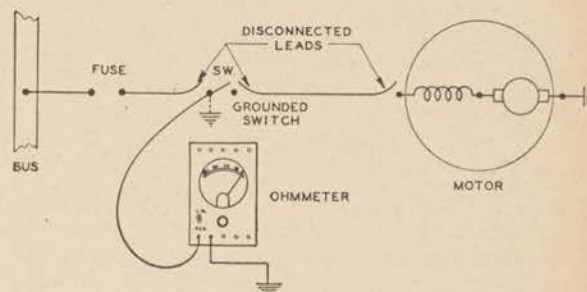 DISCONNECTED
LEADS
FUSE
SW.
GROUNDED
SWITCH
BUS
OHMMETER
MOTOR